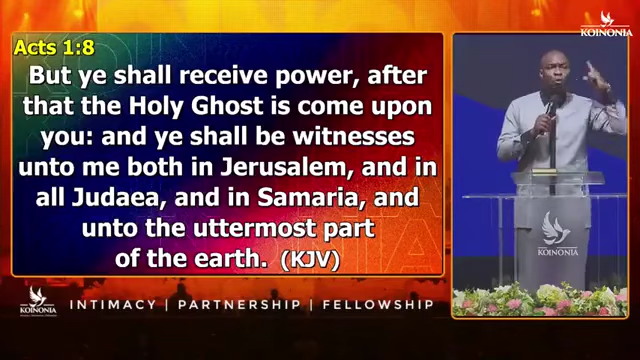 Acts 1:8
But ye shall receive power, after
that the Holy Ghost is come upon
you: and ye shall be witnesses
unto me both in Jerusalem, and in
all Judaea, and in Samaria, and
unto the uttermost part
of the earth. (KJV)
KOINONIA
KOINONIA
KOINONIA
INTIMACY | PARTNERSHIP | FELLOWSHIP